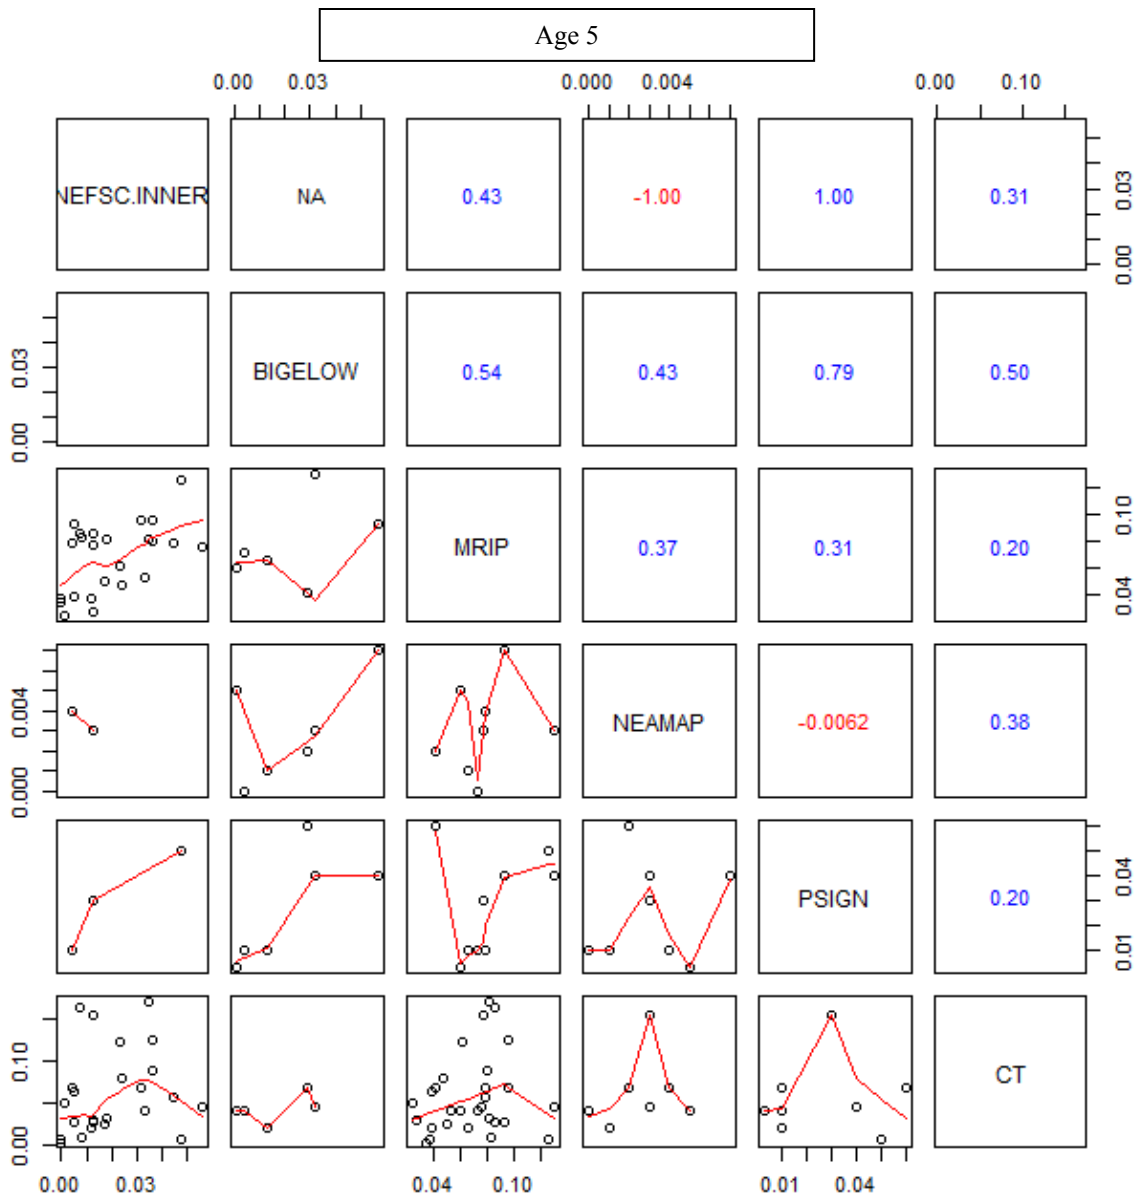 Age 5
0.00 0.03 0.000 0.004 0.00 0.10
NEFSC.INNER NA 0.43 -1.00 1.00 0.31
0.00 0.03
0.00 0.03
BIGELOW 0.54 0.43 0.79 0.50
MRIP 0.37 0.31 0.20
0.04 0.10
0.000 0.004
NEAMAP -0.0062 0.38
PSIGN 0.20
0.01 0.04
0.00 0.10
CT
0.00 0.03 0.04 0.10 0.01 0.04